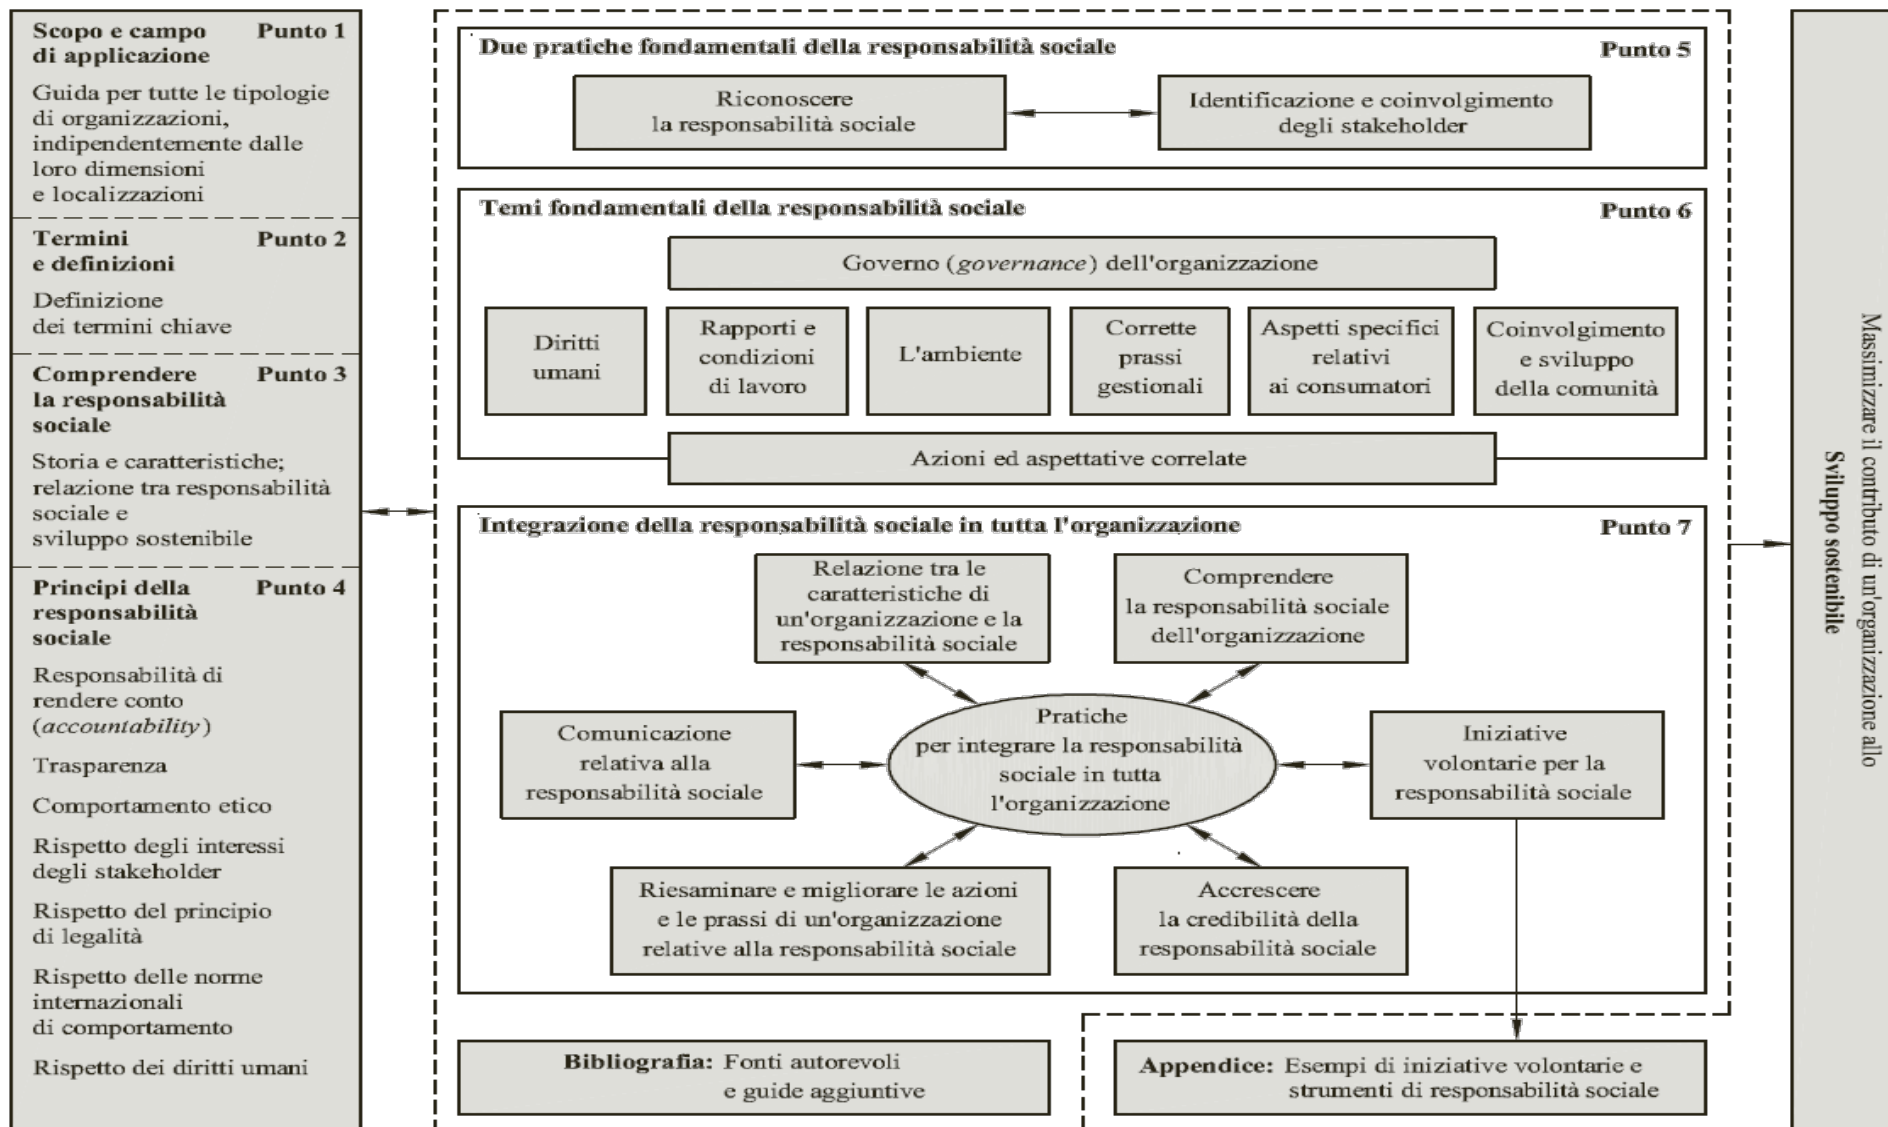 Scopo e campo Punto 1
di applicazione
Guida per tutte le tipologie
di organizzazioni,
indipendentemente dalle
loro dimensioni
e localizzazioni
Termini Punto 2
e definizioni
Definizione
dei termini chiave
Comprendere Punto 3
la responsabilità
sociale
Storia e caratteristiche;
relazione tra responsabilità
sociale e
sviluppo sostenibile
Principi della Punto 4
responsabilità
sociale
Responsabilità di
rendere conto
(accountability)
Trasparenza
Comportamento etico
Rispetto degli interessi
degli stakeholder
Rispetto del principio
di legalità
Rispetto delle norme
internazionali
di comportamento
Rispetto dei diritti umani
Due pratiche fondamentali della responsabilità sociale Punto 5
Riconoscere
la responsabilità sociale
Identificazione e coinvolgimento
degli stakeholder
Temi fondamentali della responsabilità sociale Punto 6
Governo (governance) dell'organizzazione
Diritti
umani
Rapporti e
condizioni
di lavoro
L'ambiente
Corrette
prassi
gestionali
Aspetti specifici
relativi
ai consumatori
Coinvolgimento
e sviluppo
della comunità
Azioni ed aspettative correlate
Integrazione della responsabilità sociale in tutta l'organizzazione Punto 7
Relazione tra le
caratteristiche di
un'organizzazione e la
responsabilità sociale
Comprendere
la responsabilità sociale
dell'organizzazione
Comunicazione
relativa alla
responsabilità sociale
Pratiche
per integrare la responsabilità
sociale in tutta
l'organizzazione
Iniziative
volontarie per la
responsabilità sociale
Riesaminare e migliorare le azioni
e le prassi di un'organizzazione
relative alla responsabilità sociale
Accrescere
la credibilità della
responsabilità sociale
Bibliografia: Fonti autorevoli
e guide aggiuntive
Appendice: Esempi di iniziative volontarie e
strumenti di responsabilità sociale
Massimizzare il contributo di un'organizzazione allo
Sviluppo sostenibile